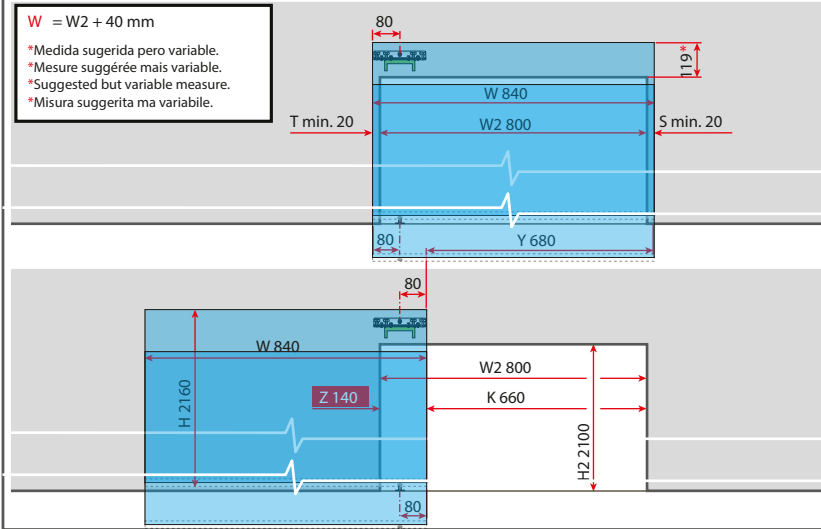 W = W2 + 40 mm
*Medida sugerida pero variable.
*Mesure suggérée mais variable.
*Suggested but variable measure.
*Misura suggerita ma variabile.
80
119*
W 840
T min. 20
W2 800
S min. 20
80
Y 680
80
W 840
W2 800
Z 140
K 660
H 2160
H2 2100
80